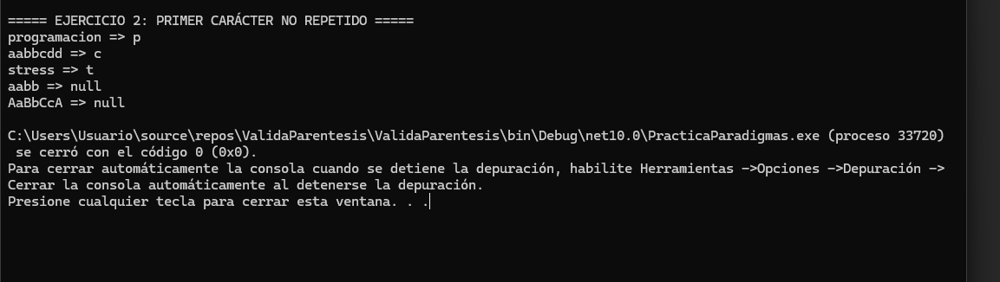 ===== EJERCICIO 2: PRIMER CARÁCTER NO REPETIDO =====
programacion => p
aabbcdd => c
stress => t
aabb => null
AaBbCcA => null
C:\Users\Usuario\source\repos\ValidaParentesis\ValidaParentesis\bin\Debug\net10.0\PracticaParadigmas.exe (proceso 33720)
se cerró con el código 0 (0x0).
Para cerrar automáticamente la consola cuando se detiene la depuración, habilite Herramientas ->Opciones ->Depuración ->
Cerrar la consola automáticamente al detenerse la depuración.
Presione cualquier tecla para cerrar esta ventana. . .